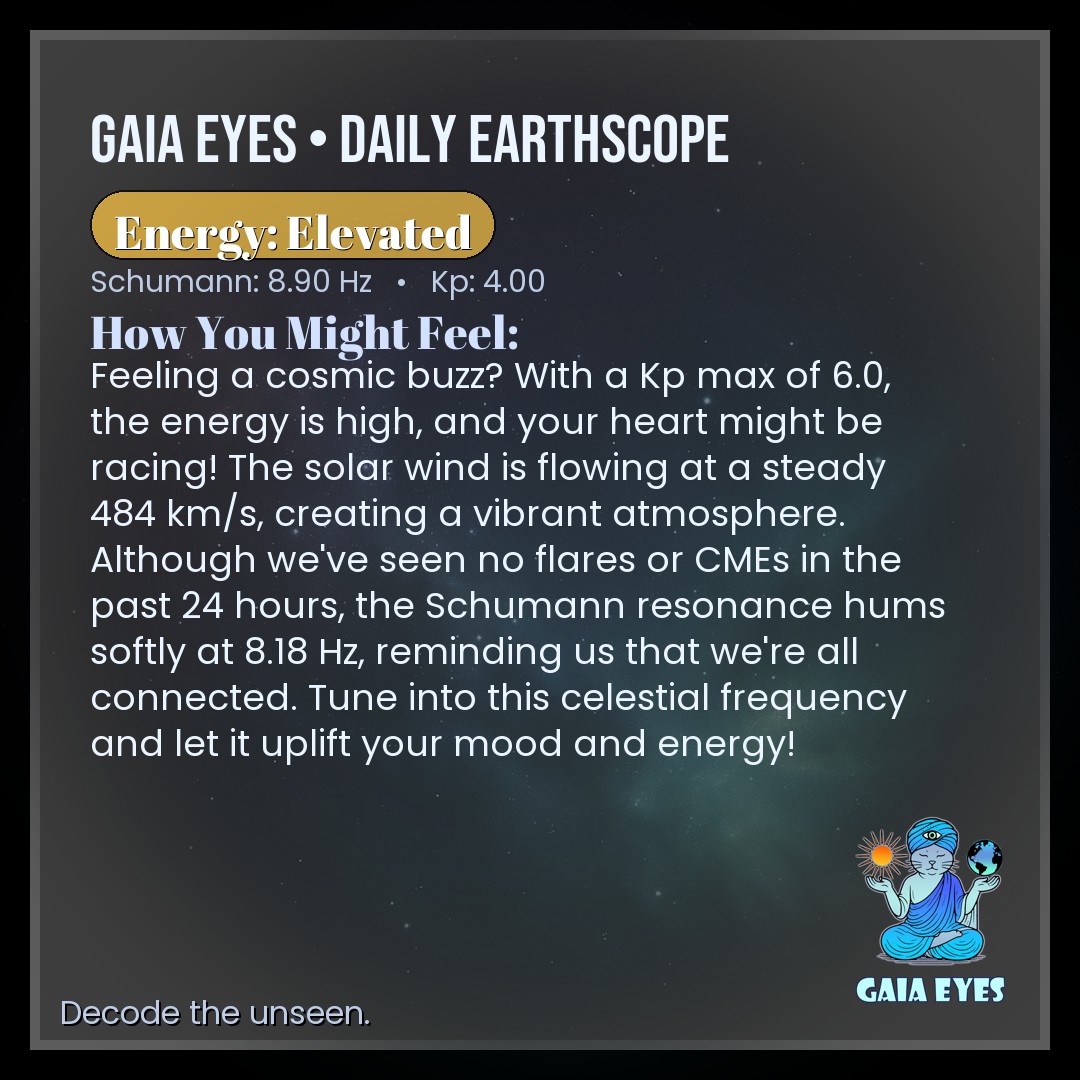 GAIA EYES • DAILY EARTHSCOPE
Energy: Elevated
Schumann: 8.90 Hz • Kp: 4.00
How You Might Feel:
Feeling a cosmic buzz? With a Kp max of 6.0,
the energy is high, and your heart might be
racing! The solar wind is flowing at a steady
484 km/s, creating a vibrant atmosphere.
Although we've seen no flares or CMEs in the
past 24 hours, the Schumann resonance hums
softly at 8.18 Hz, reminding us that we're all
connected. Tune into this celestial frequency
and let it uplift your mood and energy!
GAIA EYES
Decode the unseen.